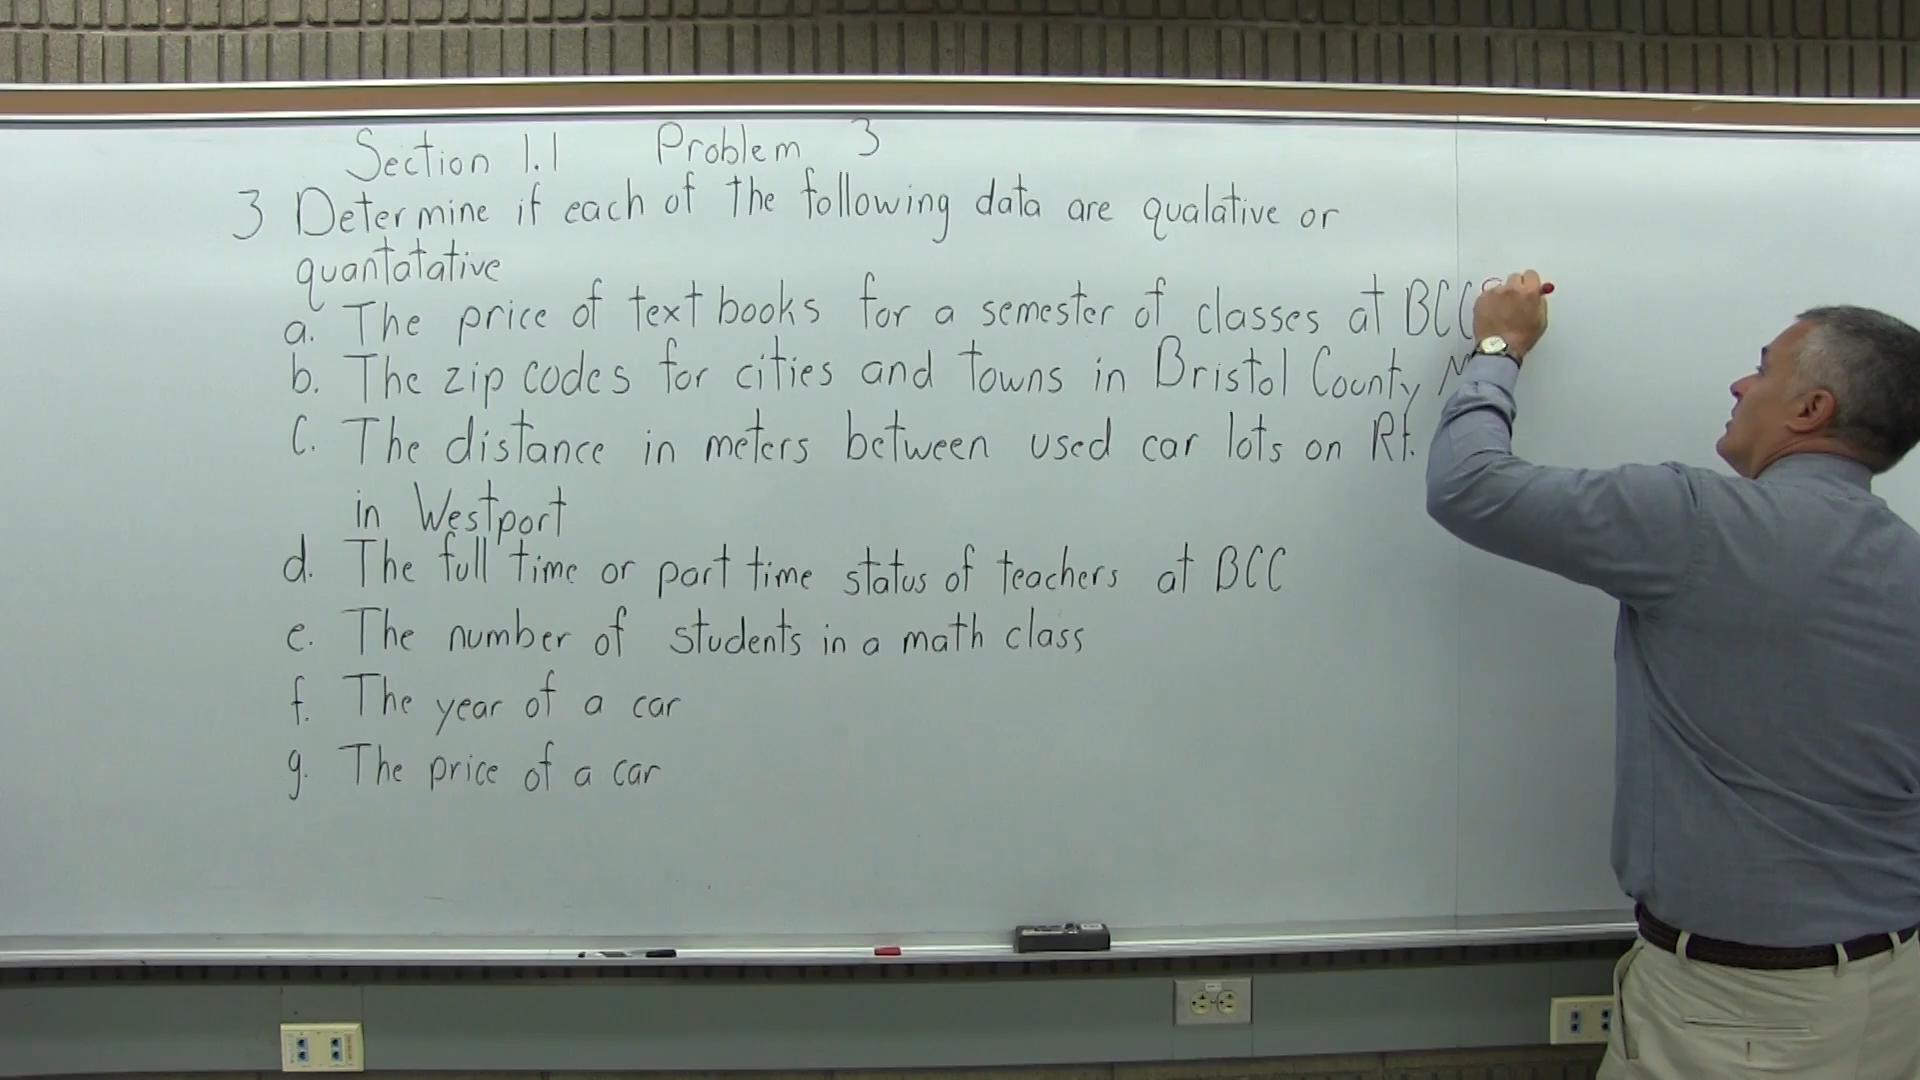 Section 1.1 Problem 3
3 Determine if each of the following data are qualative or
quantatative
a. The price of text books for a semester of classes at BCC
b. The zip codes for cities and towns in Bristol County
c. The distance in meters between used car lots on Rt.
in Westport
d. The full time or part time status of teachers at BCC
e. The number of students in a math class
f. The year of a car
g. The price of a car